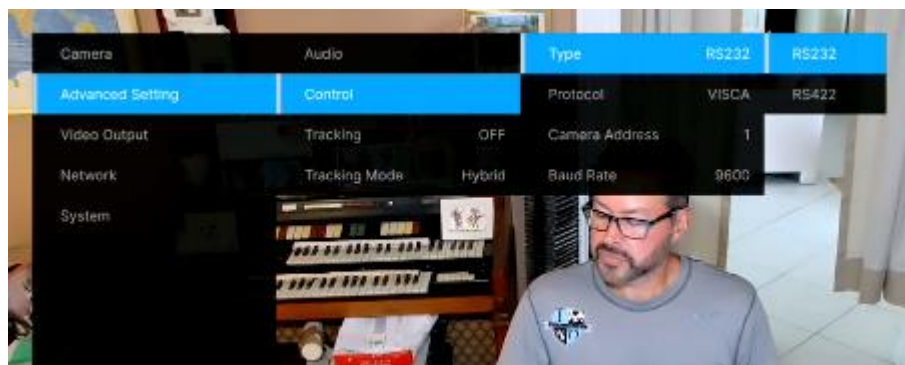 Camera
Audio
Type RS232
RS232
Advanced Setting
Control
Protocol VISCA
RS422
Video Output
Tracking OFF
Camera Address 1
Network
Tracking Mode Hybrid
Baud Rate 9600
System